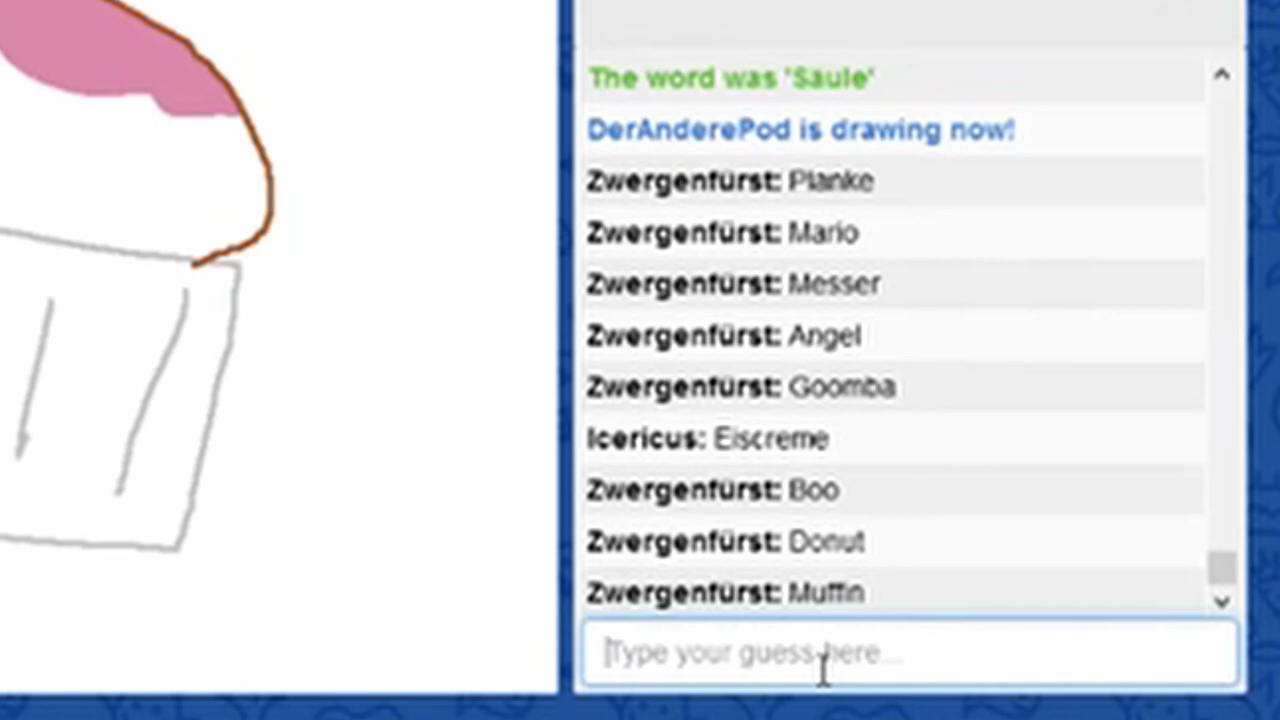 The word was 'Säule'
DerAnderePod is drawing now!
Zwergenfürst: Planke
Zwergenfürst: Mario
Zwergenfürst: Messer
Zwergenfürst: Angel
Zwergenfürst: Goomba
Icericus: Eiscreme
Zwergenfürst: Boo
Zwergenfürst: Donut
Zwergenfürst: Muffin
Type your guess here...